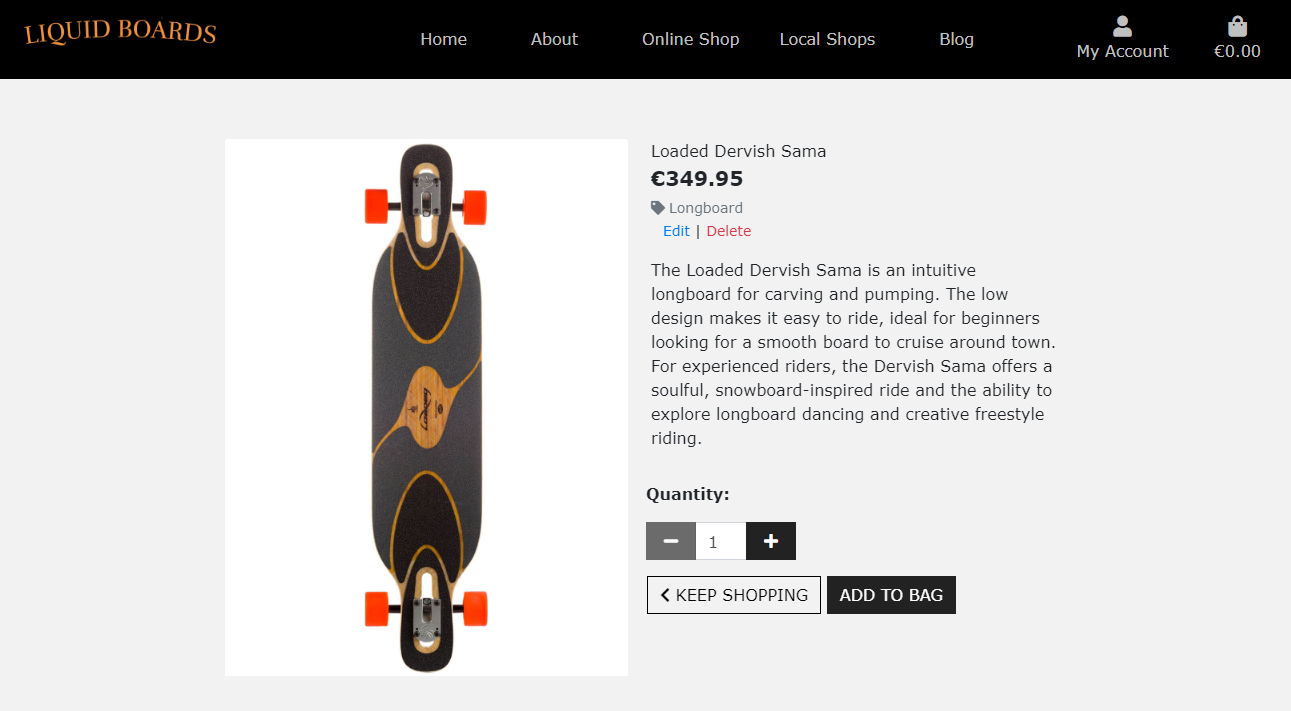 LIQUID BOARDS
Home
About
Online Shop
Local Shops
Blog
My Account
€0.00
Loaded Dervish Sama
€349.95
Longboard
Edit | Delete
The Loaded Dervish Sama is an intuitive
longboard for carving and pumping. The low
design makes it easy to ride, ideal for beginners
looking for a smooth board to cruise around town.
For experienced riders, the Dervish Sama offers a
soulful, snowboard-inspired ride and the ability to
explore longboard dancing and creative freestyle
riding.
Quantity:
1
KEEP SHOPPING
ADD TO BAG